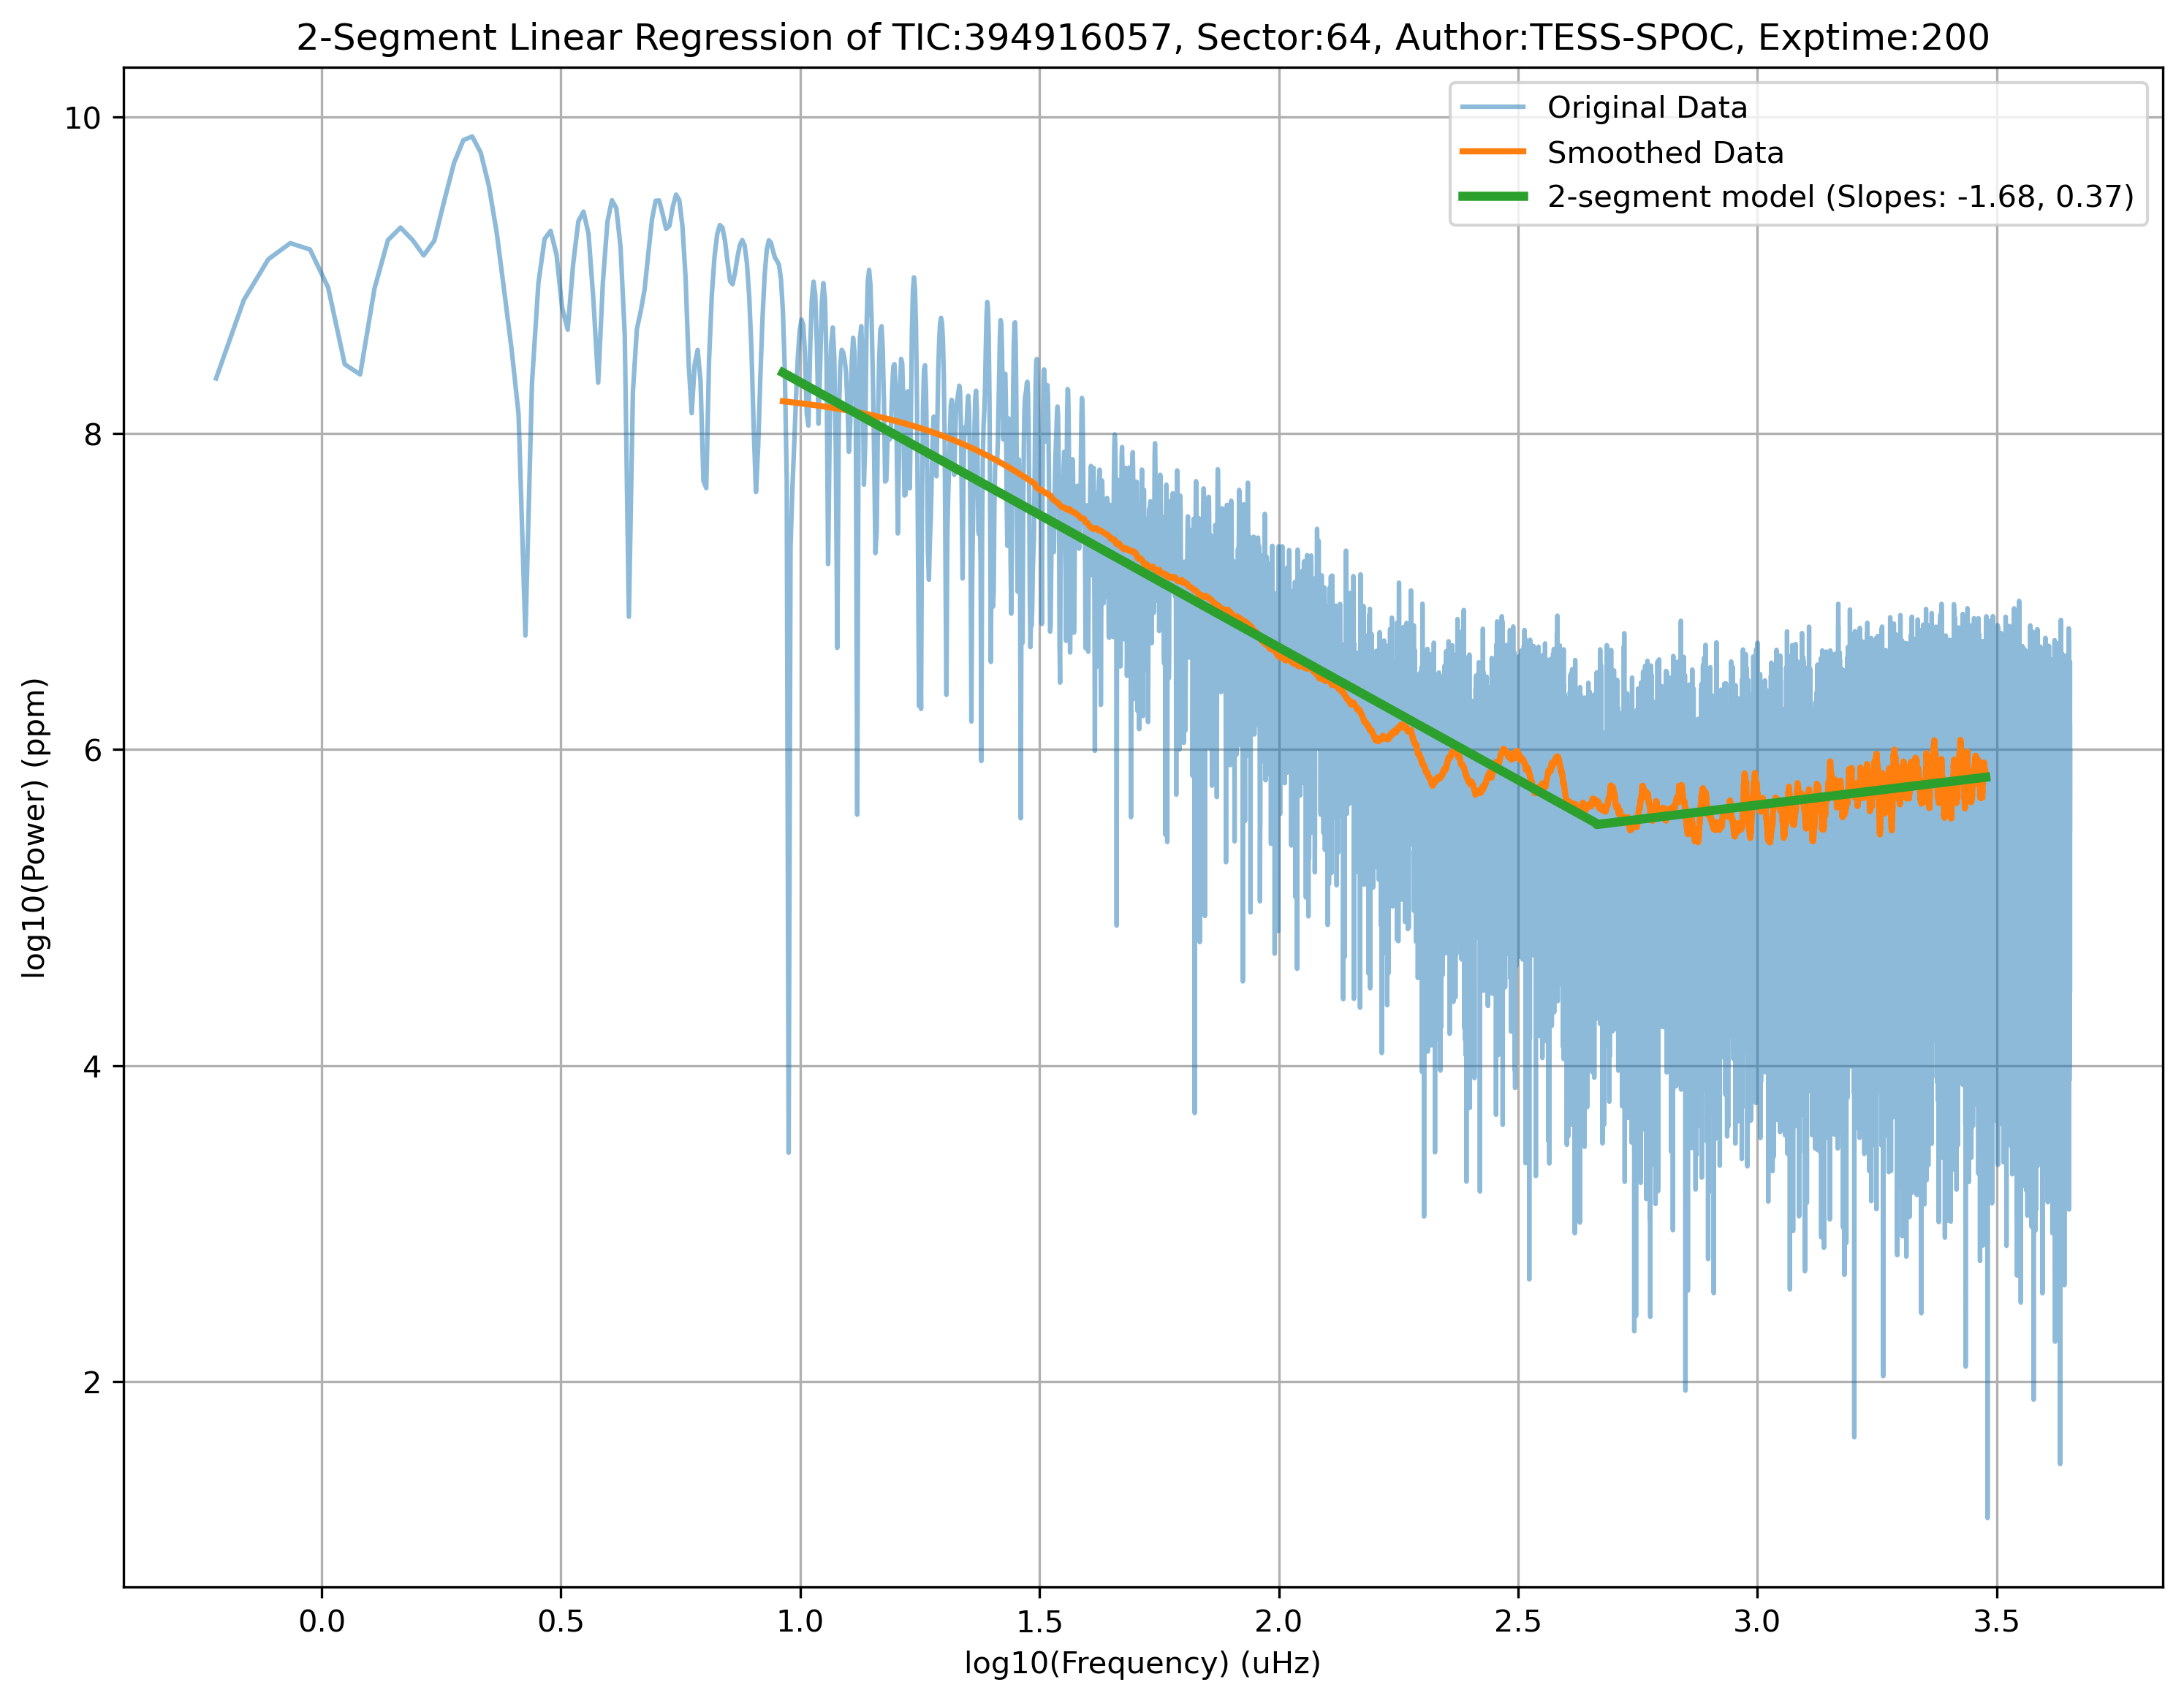 2-Segment Linear Regression of TIC:394916057, Sector:64, Author:TESS-SPOC, Exptime:200
Original Data
Smoothed Data
2-segment model (Slopes: -1.68, 0.37)
log10(Power) (ppm)
10
8
6
4
2
0.0 0.5 1.0 1.5 2.0 2.5 3.0 3.5
log10(Frequency) (uHz)